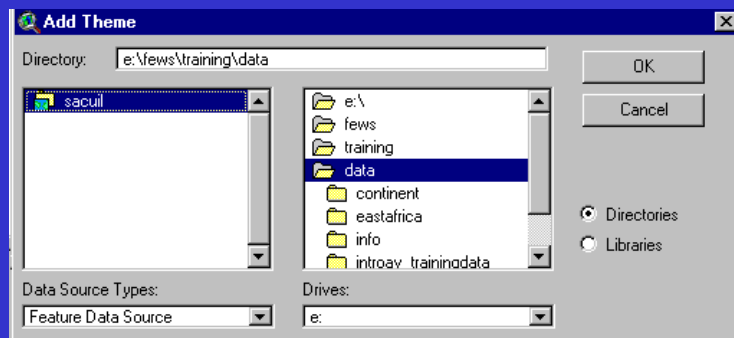 Add Theme
Directory: e:\fews\training\data
OK
Cancel
sacuil
e:\
fews
training
data
continent
eastafrica
info
introav_trainingdata
Directories
Libraries
Data Source Types:
Feature Data Source
Drives:
e: